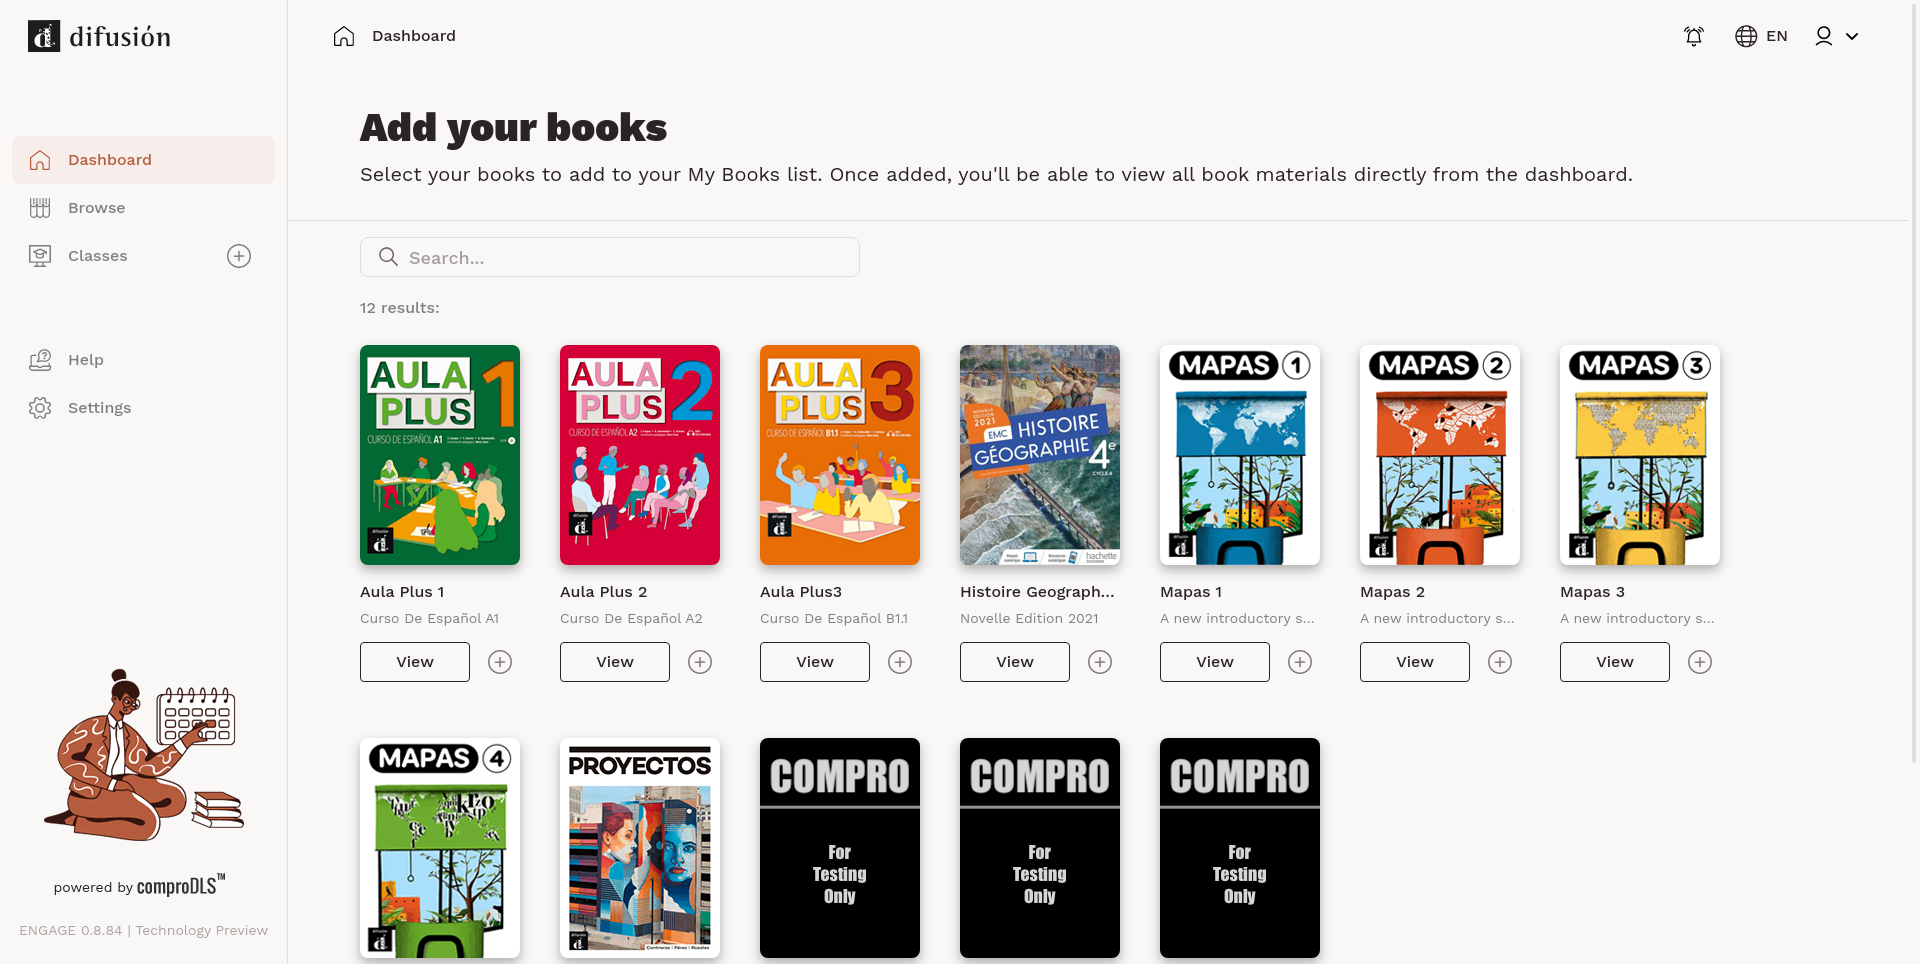 difusión
Dashboard
EN
Dashboard
Browse
Classes
Help
Settings
powered by comproDLS™
ENGAGE 0.8.84 | Technology Preview
Add your books
Select your books to add to your My Books list. Once added, you'll be able to view all book materials directly from the dashboard.
Search...
12 results:
AULA PLUS 1
CURSO DE ESPAÑOL A1
difusión
AULA PLUS 2
CURSO DE ESPAÑOL A2
difusión
AULA PLUS 3
CURSO DE ESPAÑOL B1.1
difusión
NOUVELLE ÉDITION 2021
EMC HISTOIRE
GÉOGRAPHIE 4e
CYCLE 4
hachette
MAPAS 1
MAPAS 2
MAPAS 3
Aula Plus 1
Curso De Español A1
View
Aula Plus 2
Curso De Español A2
View
Aula Plus3
Curso De Español B1.1
View
Histoire Geograph...
Novelle Edition 2021
View
Mapas 1
A new introductory s...
View
Mapas 2
A new introductory s...
View
Mapas 3
A new introductory s...
View
MAPAS 4
PROYECTOS
Contreras | Pérez | Rosales
COMPRO
For
Testing
Only
COMPRO
For
Testing
Only
COMPRO
For
Testing
Only